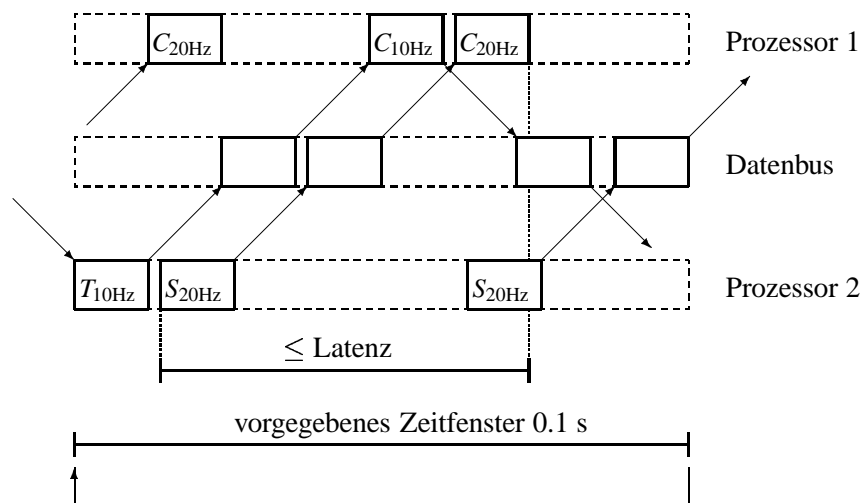 C20Hz C10Hz C20Hz Prozessor 1
Datenbus
T10Hz S20Hz S20Hz Prozessor 2
≤ Latenz
vorgegebenes Zeitfenster 0.1 s